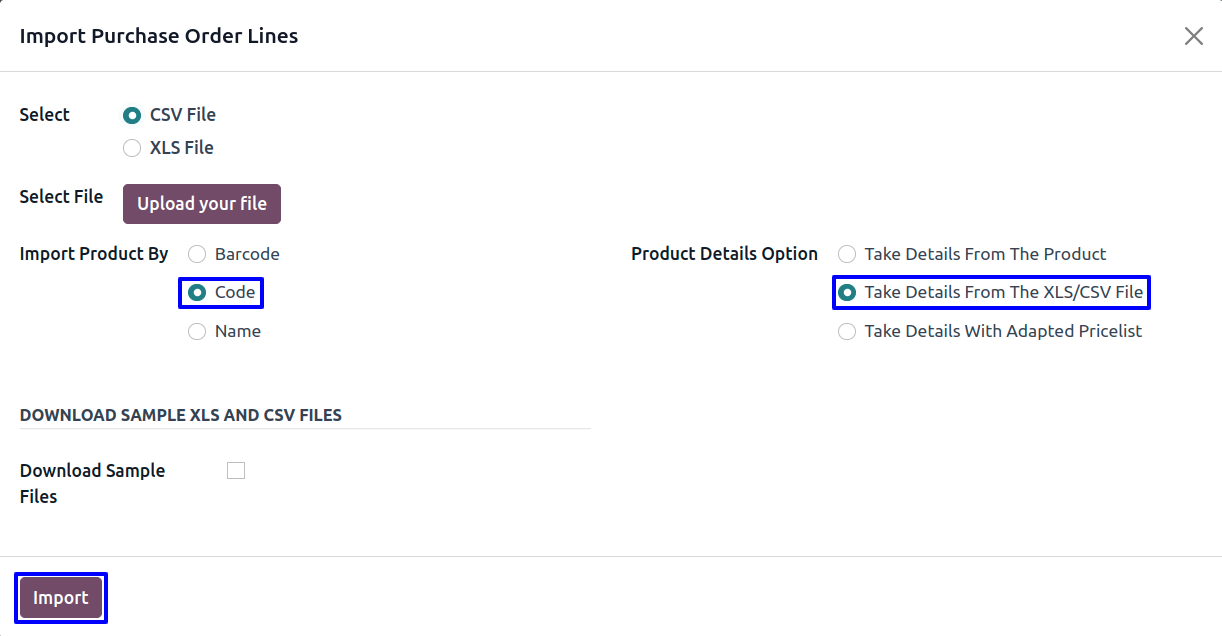 Import Purchase Order Lines
Select
CSV File
XLS File
Select File
Upload your file
Import Product By
Barcode
Code
Name
Product Details Option
Take Details From The Product
Take Details From The XLS/CSV File
Take Details With Adapted Pricelist
DOWNLOAD SAMPLE XLS AND CSV FILES
Download Sample
Files
Import